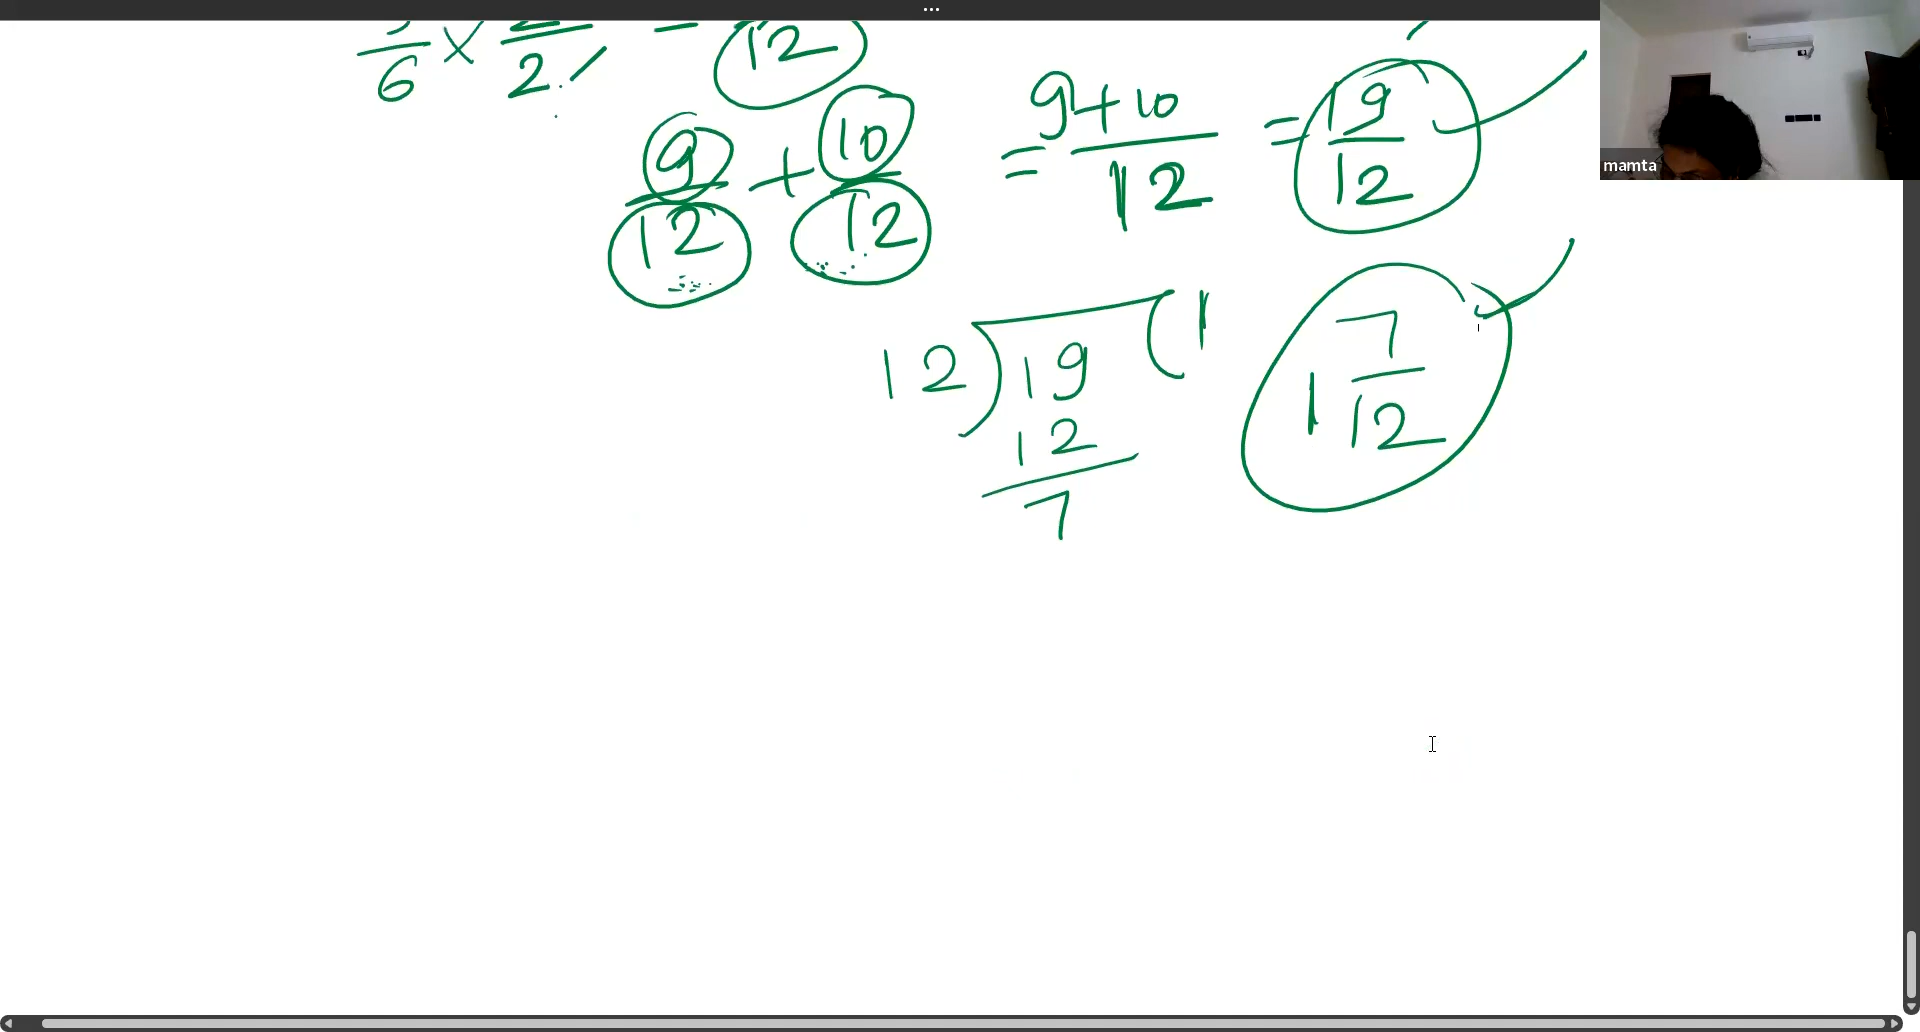 6 × 2 = 12
9/12 + 10/12 = 9+10/12 = 19/12
12) 19 (1
12
7
1 7/12
mamta